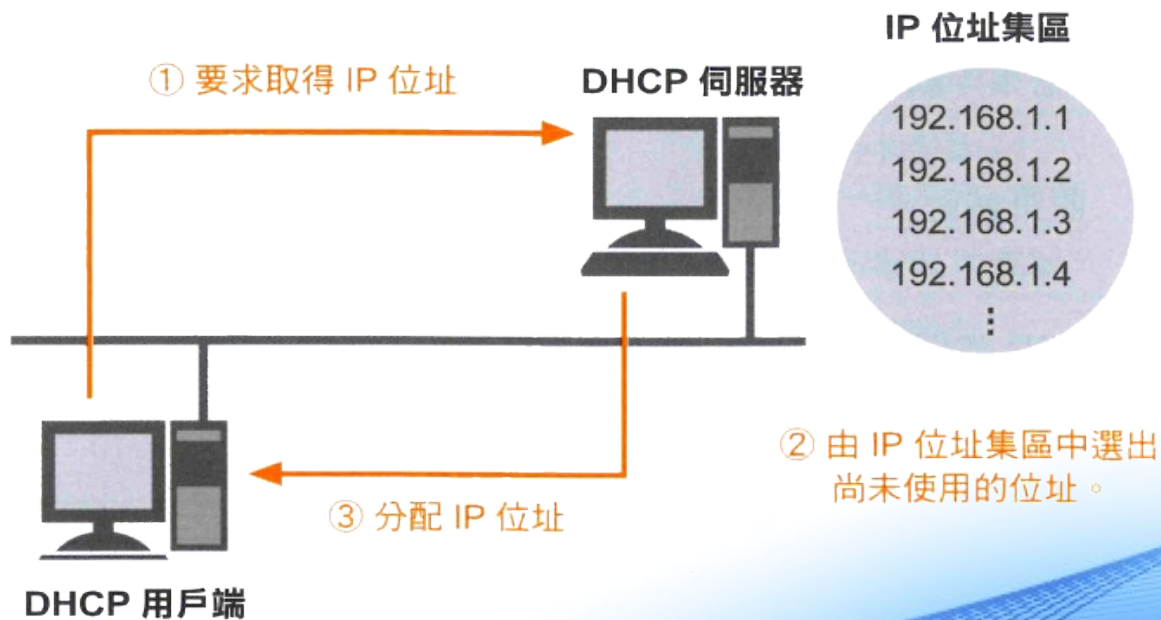 IP 位址集區
① 要求取得 IP 位址
DHCP 伺服器
192.168.1.1
192.168.1.2
192.168.1.3
192.168.1.4
⋮
② 由 IP 位址集區中選出
尚未使用的位址。
③ 分配 IP 位址
DHCP 用戶端